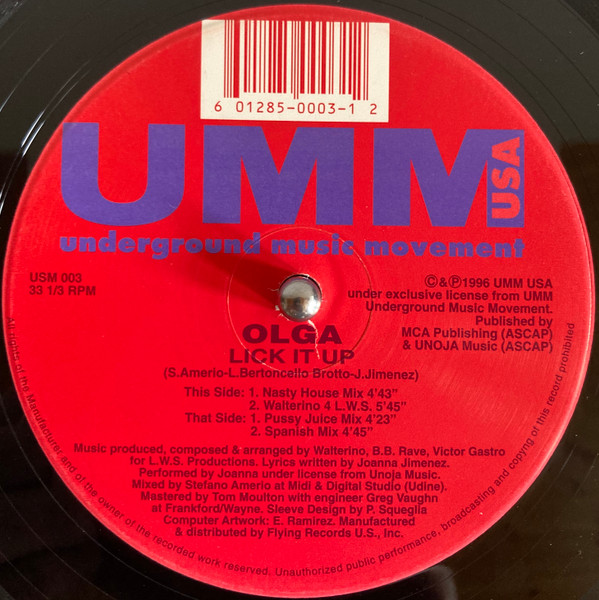 6 01285-0003-1 2
UMM USA
underground music movement
USM 003
33 1/3 RPM
©&℗1996 UMM USA
under exclusive license from UMM
Underground Music Movement.
Published by
MCA Publishing (ASCAP)
& UNOJA Music (ASCAP)
OLGA
LICK IT UP
(S.Amerio-L.Bertoncello Brotto-J.Jimenez)
This Side: 1. Nasty House Mix 4'43"
2. Walterino 4 L.W.S. 5'45"
That Side: 1. Pussy Juice Mix 4'23"
2. Spanish Mix 4'45"
Music produced, composed & arranged by Walterino, B.B. Rave, Victor Gastro
for L.W.S. Productions. Lyrics written by Joanna Jimenez.
Performed by Joanna under license from Unoja Music.
Mixed by Stefano Amerio at Midi & Digital Studio (Udine).
Mastered by Tom Moulton with engineer Greg Vaughn
at Frankford/Wayne. Sleeve Design by P. Squeglia
Computer Artwork: E. Ramirez. Manufactured
& distributed by Flying Records U.S., Inc.
All rights of the Manufacturer and of the owner of the recorded work reserved. Unauthorized public performance, broadcasting and copying of this record prohibited